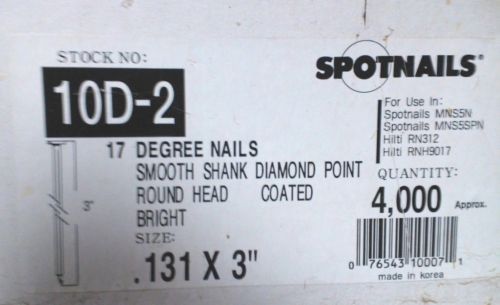 STOCK NO:
10D-2
SPOTNAILS®
For Use In:
Spotnails MNS5N
Spotnails MNS5SPN
Hilti RN312
Hilti RNH9017
17 DEGREE NAILS
SMOOTH SHANK DIAMOND POINT
ROUND HEAD COATED
BRIGHT
SIZE:
.131 X 3"
3"
QUANTITY:
4,000 Approx.
0 76543 10007 1
made in korea